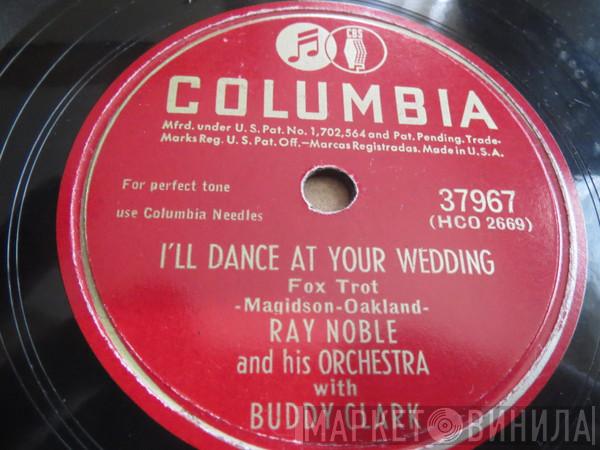 CBS
COLUMBIA
Mfrd. under U.S. Pat. No. 1,702,564 and Pat. Pending. Trade-
Marks Reg. U.S. Pat. Off.—Marcas Registradas. Made in U.S.A.
For perfect tone
use Columbia Needles
37967
(HCO 2669)
I'LL DANCE AT YOUR WEDDING
Fox Trot
-Magidson-Oakland-
RAY NOBLE
and his ORCHESTRA
with
BUDDY CLARK
МАРКЕТ ВИНИЛА